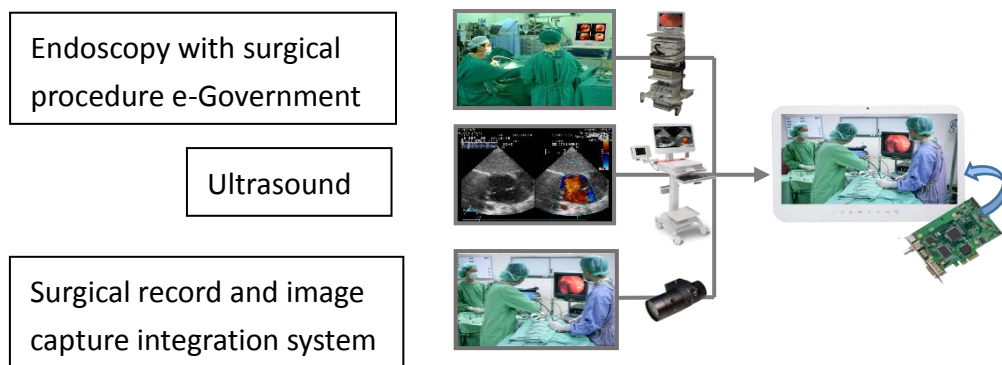 Endoscopy with surgical
procedure e-Government
Ultrasound
Surgical record and image
capture integration system